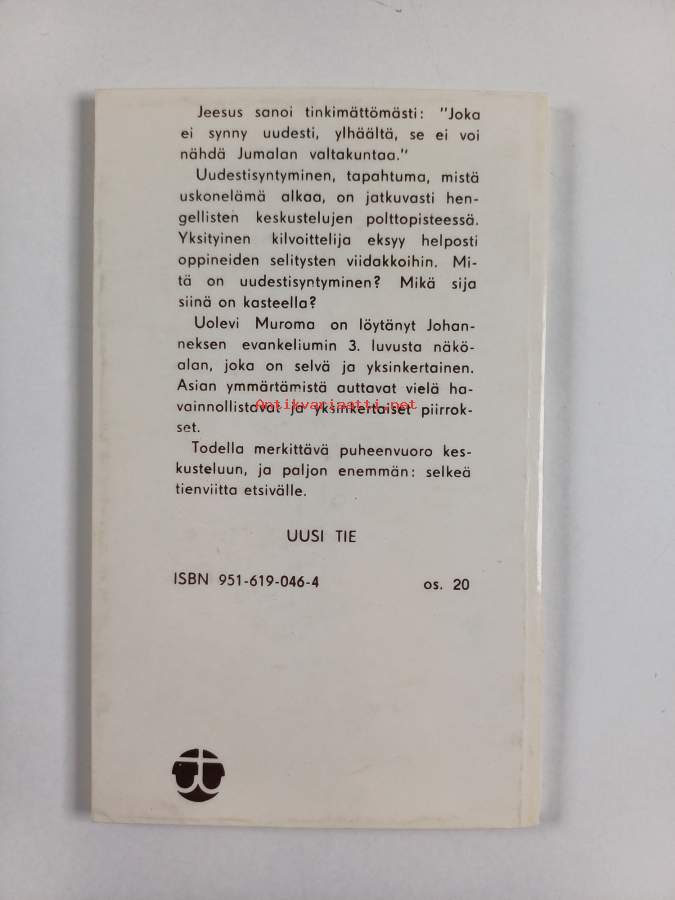 Jeesus sanoi tinkimättömästi: "Joka
ei synny uudesti, ylhäältä, se ei voi
nähdä Jumalan valtakuntaa."
Uudestisyntyminen, tapahtuma, mistä
uskonelämä alkaa, on jatkuvasti hen-
gellisten keskustelujen polttopisteessä.
Yksityinen kilvoittelija eksyy helposti
oppineiden selitysten viidakkoihin. Mi-
tä on uudestisyntyminen? Mikä sija
siinä on kasteella?
Uolevi Muroma on löytänyt Johan-
neksen evankeliumin 3. luvusta näkö-
alan, joka on selvä ja yksinkertainen.
Asian ymmärtämistä auttavat vielä ha-
vainnollistavat ja yksinkertaiset piirrok-
set.
Antikvariaatti.net
Todella merkittävä puheenvuoro kes-
kusteluun, ja paljon enemmän: selkeä
tienviitta etsivälle.
UUSI TIE
ISBN 951-619-046-4 os. 20